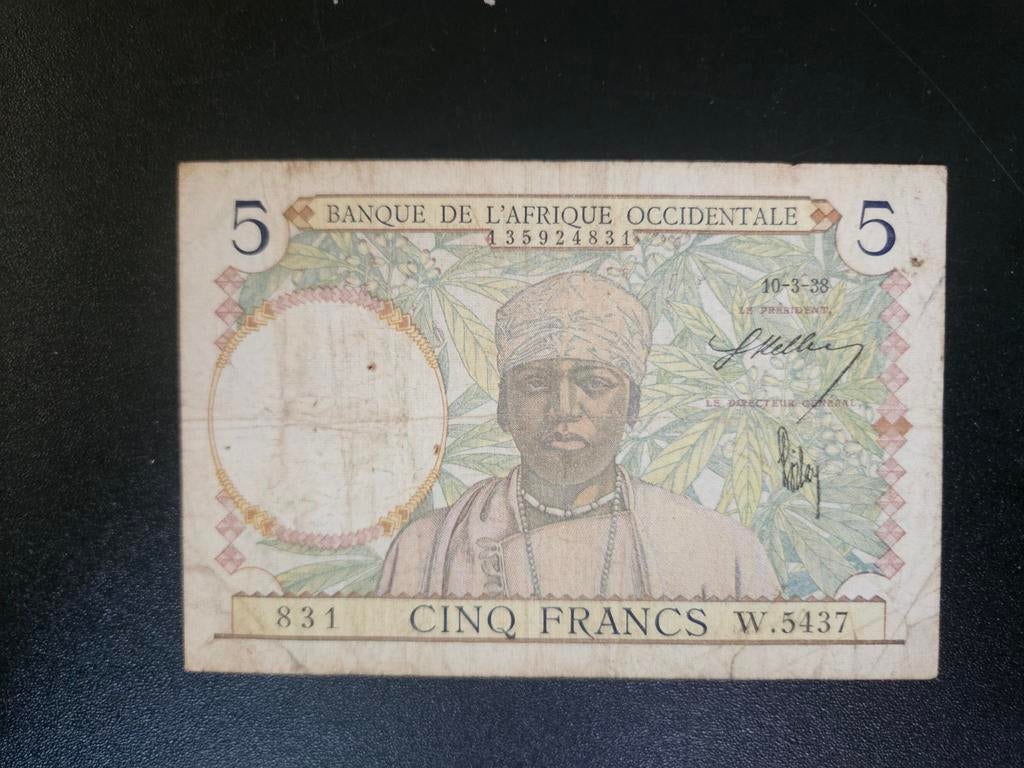 5 BANQUE DE L'AFRIQUE OCCIDENTALE 5
135924831
10-3-38
LE PRÉSIDENT,
LE DIRECTEUR GÉNÉRAL,
831 CINQ FRANCS W.5437